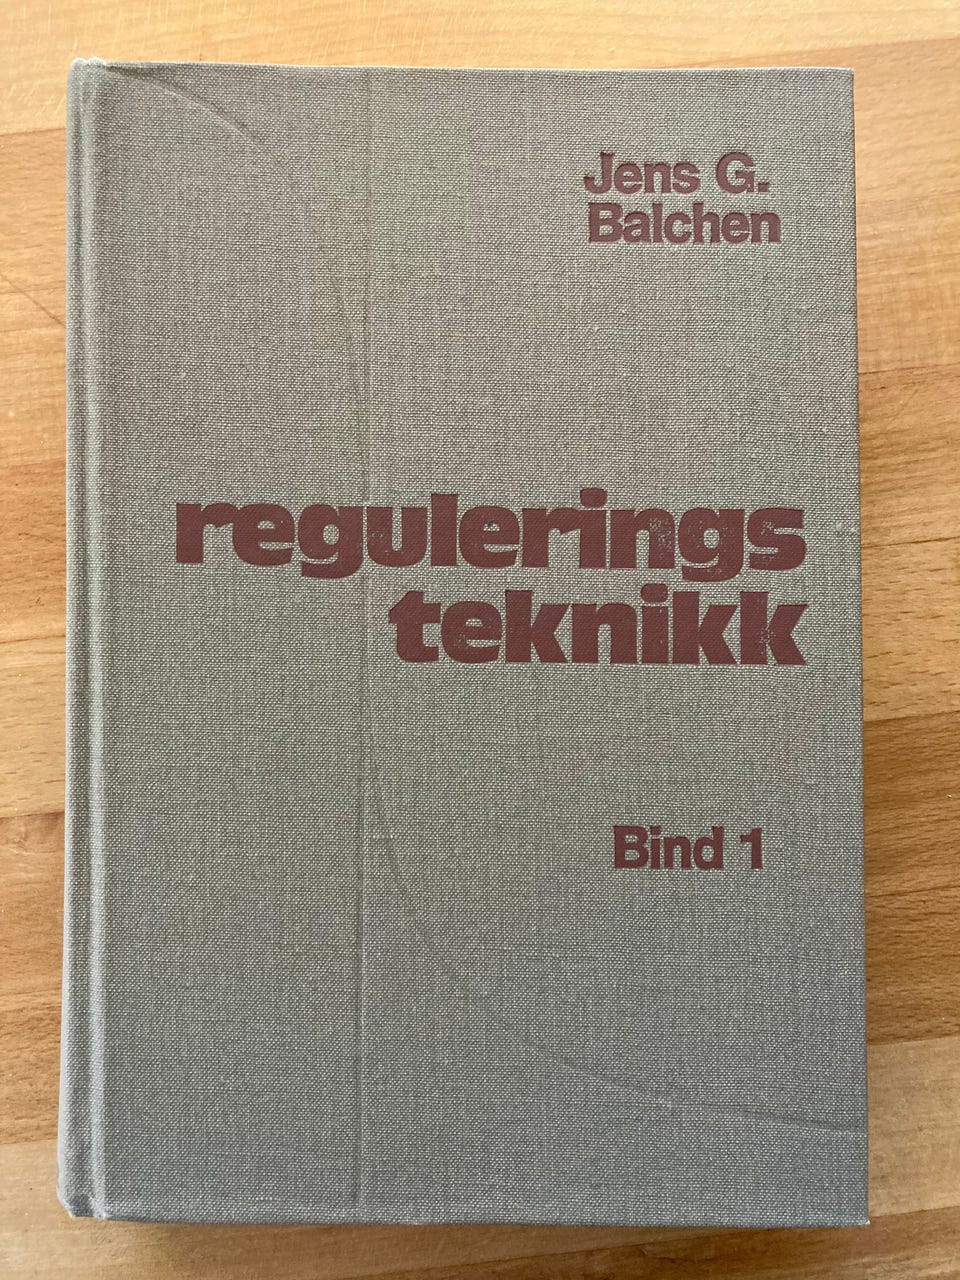 Jens G.
Balchen
regulerings
teknikk
Bind 1